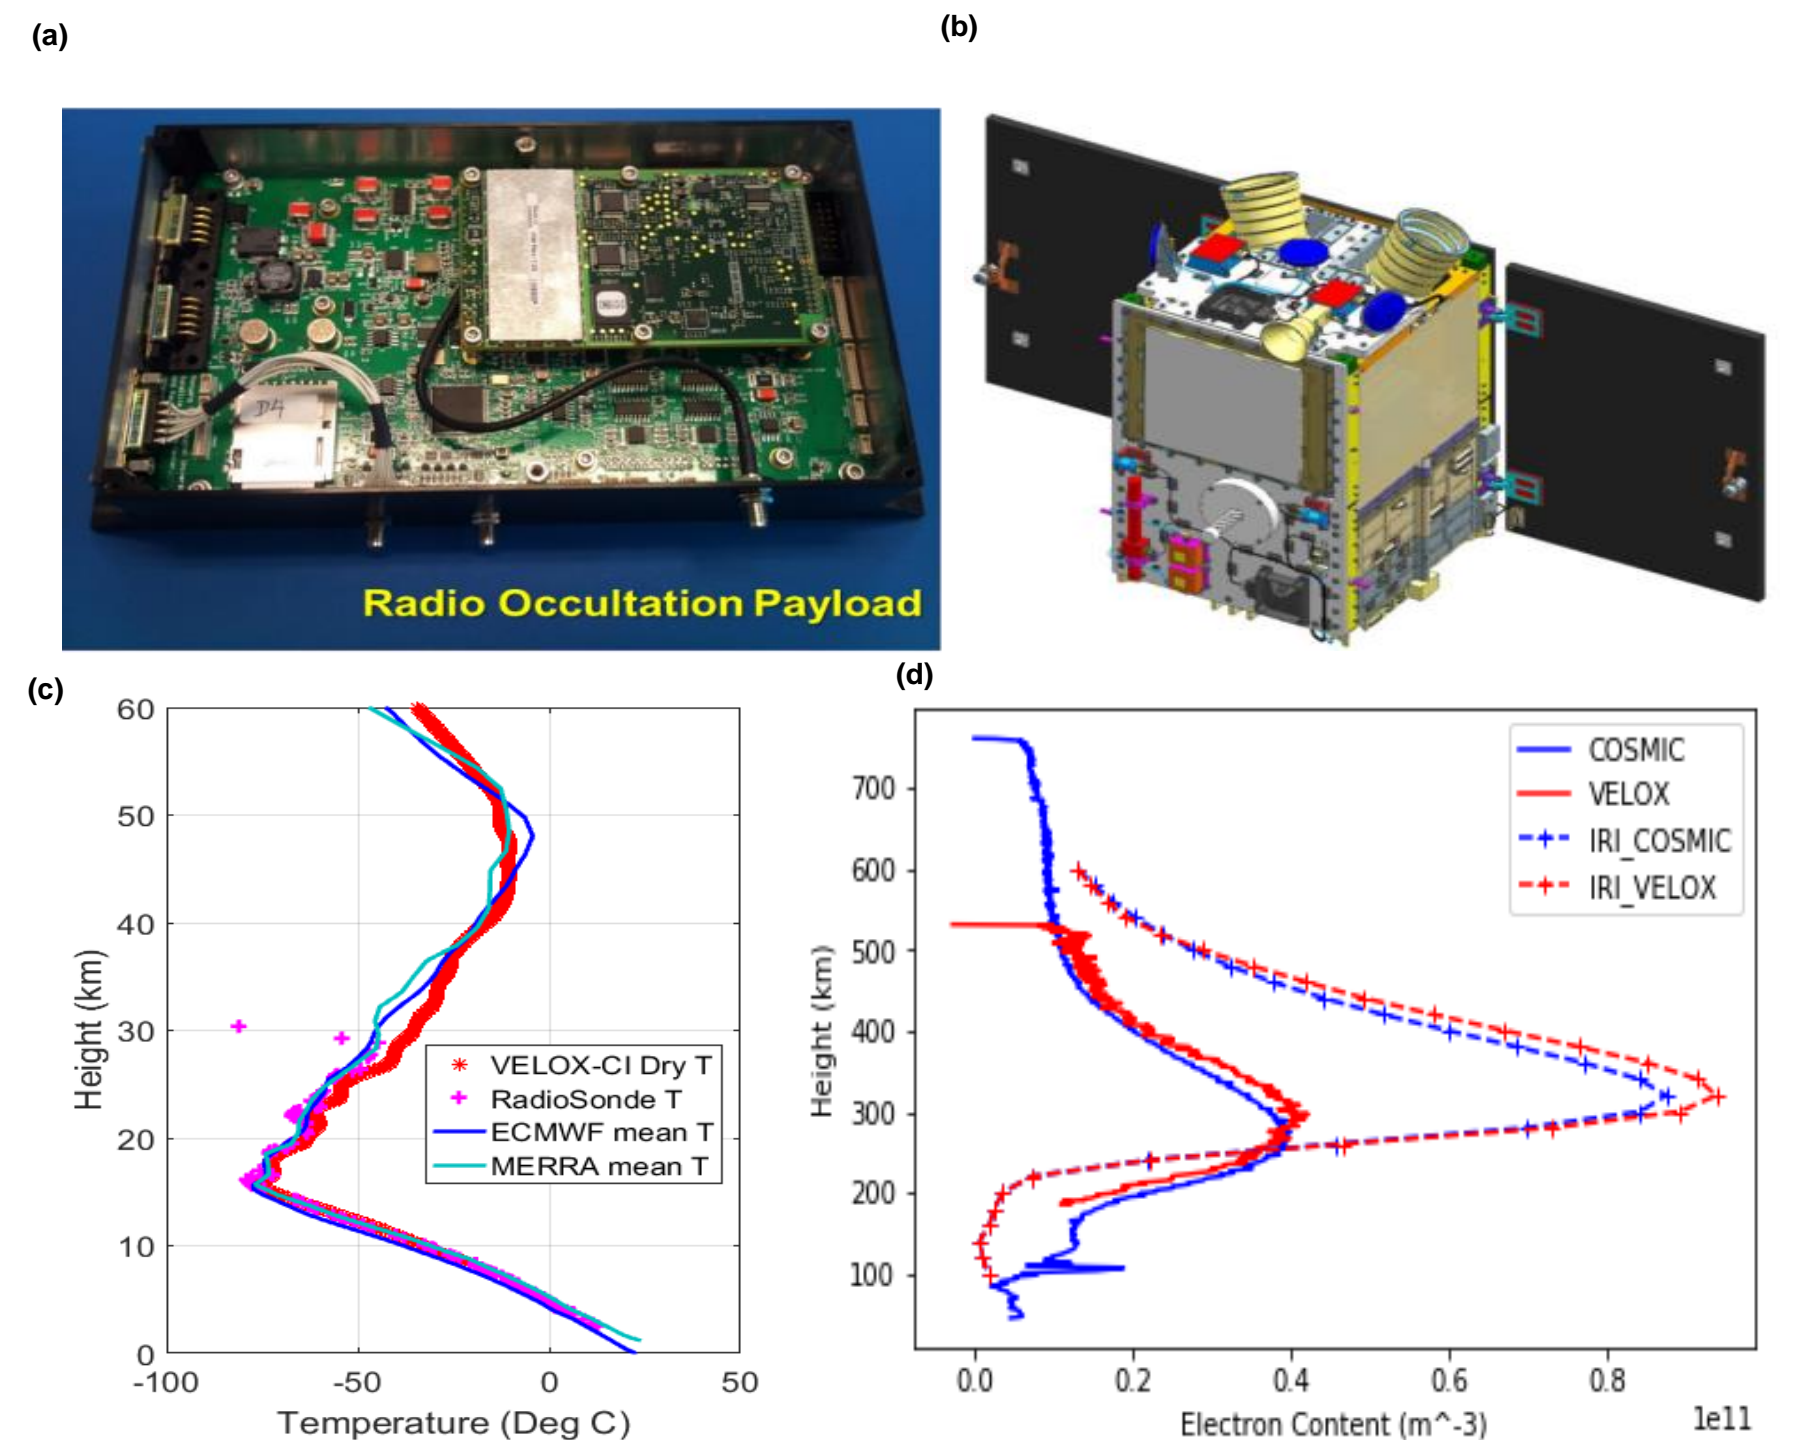 (a)
(b)
D4
Radio Occultation Payload
(c)
(d)
60
50
40
30
20
10
0
Height (km)
-100
-50
0
50
Temperature (Deg C)
VELOX-CI Dry T
RadioSonde T
ECMWF mean T
MERRA mean T
700
600
500
400
300
200
100
Height (km)
0.0
0.2
0.4
0.6
0.8
1e11
Electron Content (m^-3)
COSMIC
VELOX
IRI_COSMIC
IRI_VELOX